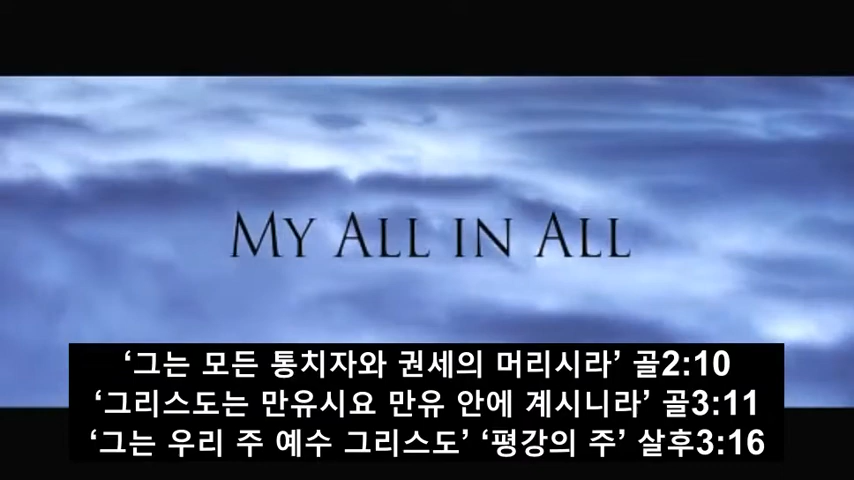 MY ALL IN ALL
‘그는 모든 통치자와 권세의 머리시라’ 골2:10
‘그리스도는 만유시요 만유 안에 계시니라’ 골3:11
‘그는 우리 주 예수 그리스도’ ‘평강의 주’ 살후3:16